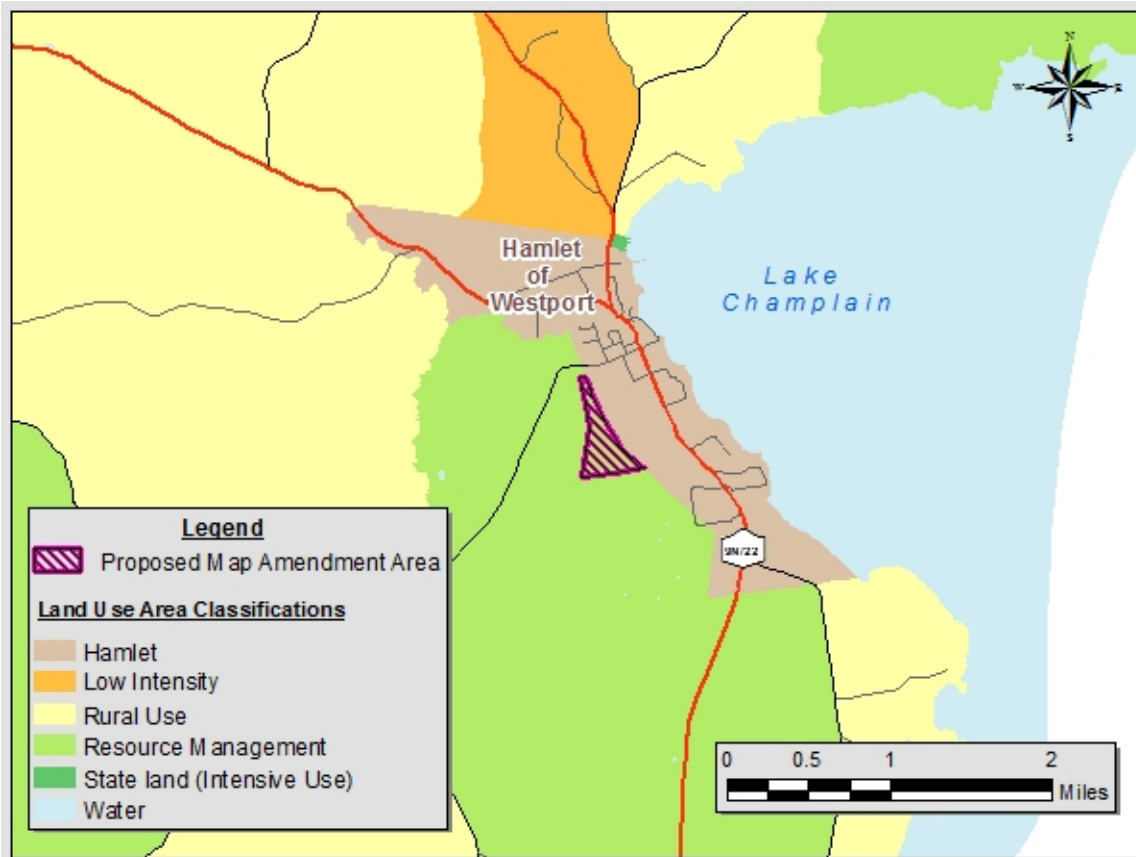 N
W E
S
Hamlet
of
Westport
Lake
Champlain
9N/22
Legend
Proposed Map Amendment Area
Land Use Area Classifications
Hamlet
Low Intensity
Rural Use
Resource Management
State land (Intensive Use)
Water
0 0.5 1 2
Miles